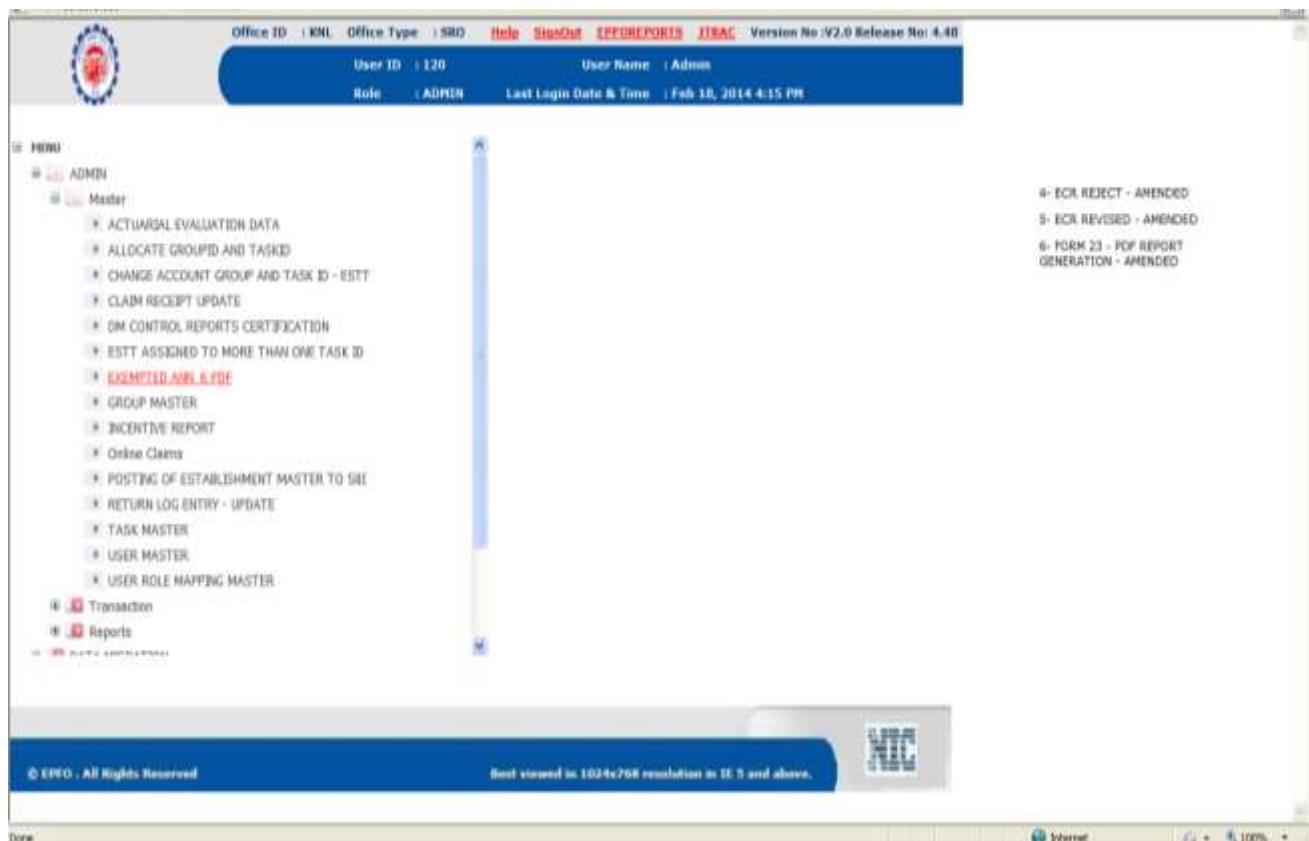 Office ID : KNL Office Type : SRO Help SignOut EPFOREPORTS JTRAC Version No :V2.0 Release No: 4.40
User ID : 120 User Name : Admin
Role : ADMIN Last Login Date & Time : Feb 18, 2014 4:15 PM
MENU
ADMIN
Master
ACTUARIAL EVALUATION DATA
ALLOCATE GROUPID AND TASKID
CHANGE ACCOUNT GROUP AND TASK ID - ESTT
CLAIM RECEIPT UPDATE
DM CONTROL REPORTS CERTIFICATION
ESTT ASSIGNED TO MORE THAN ONE TASK ID
EXEMPTED ANN_K PDF
GROUP MASTER
INCENTIVE REPORT
Online Claims
POSTING OF ESTABLISHMENT MASTER TO SBI
RETURN LOG ENTRY - UPDATE
TASK MASTER
USER MASTER
USER ROLE MAPPING MASTER
Transaction
Reports
DATA MIGRATION
4- ECR REJECT - AMENDED
5- ECR REVISED - AMENDED
6- FORM 23 - PDF REPORT
GENERATION - AMENDED
NIC
© EPFO . All Rights Reserved Best viewed in 1024x768 resolution in IE 5 and above.
Done Internet 100%